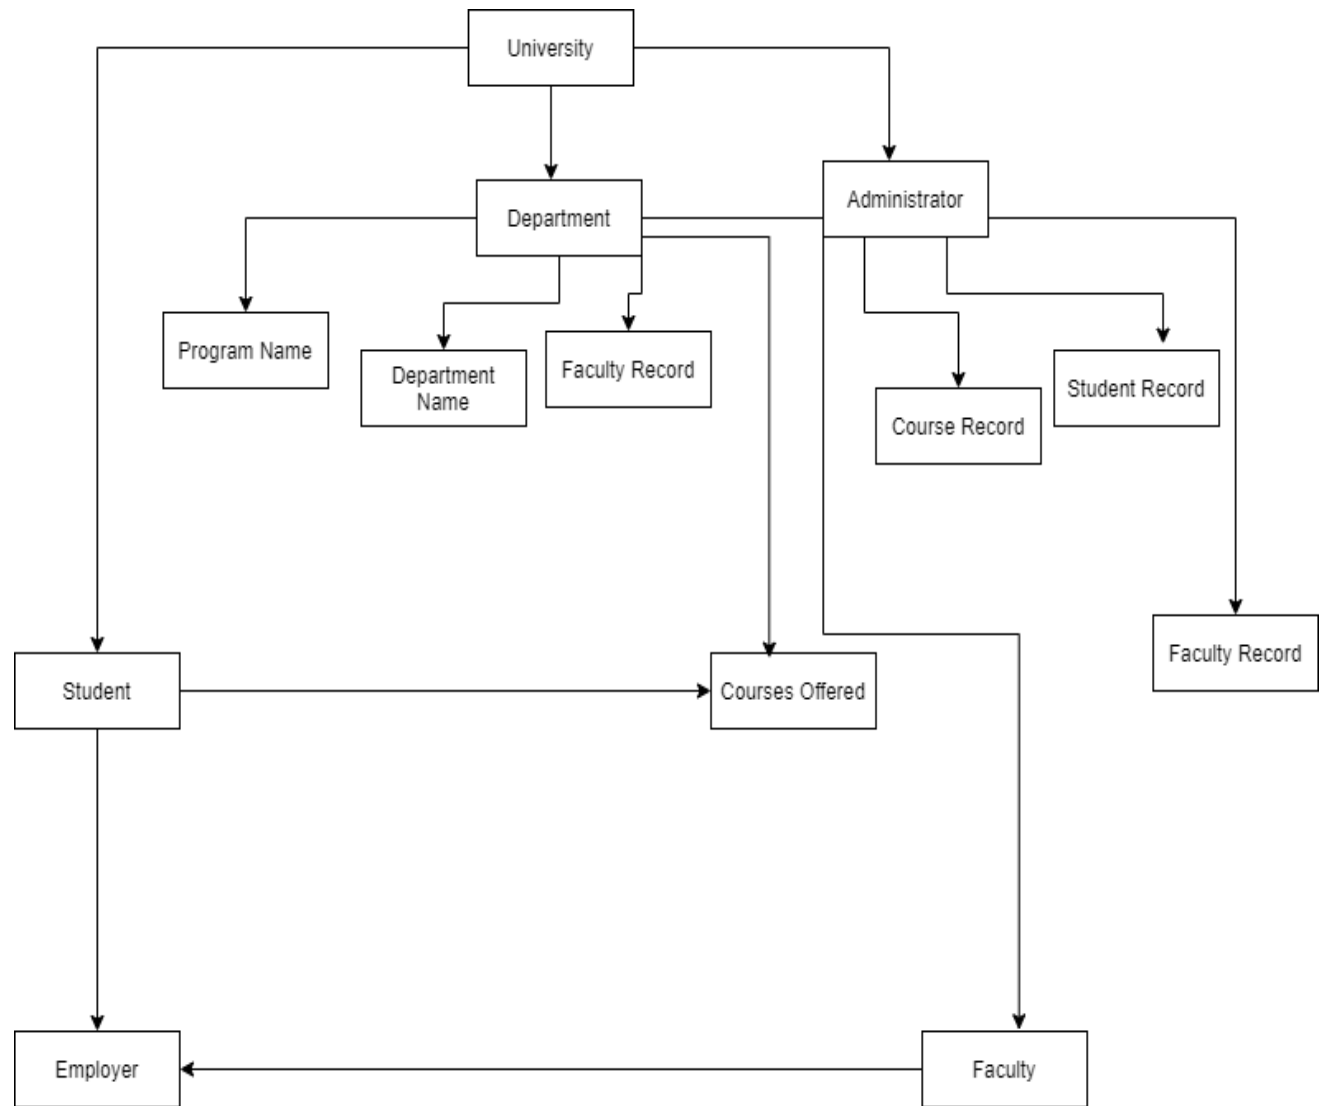 University
Administrator
Department
Program Name
Department
Name
Faculty Record
Student Record
Course Record
Faculty Record
Student
Courses Offered
Employer
Faculty